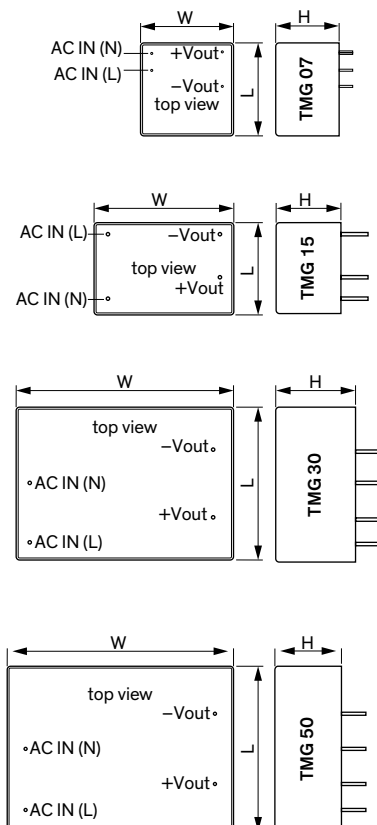 W
H
AC IN (N)
+Vout
AC IN (L)
−Vout
top view
L
TMG 07
W
H
AC IN (L)
−Vout
top view
+Vout
AC IN (N)
L
TMG 15
W
H
top view
−Vout
AC IN (N)
+Vout
AC IN (L)
L
TMG 30
W
H
top view
−Vout
AC IN (N)
+Vout
AC IN (L)
L
TMG 50